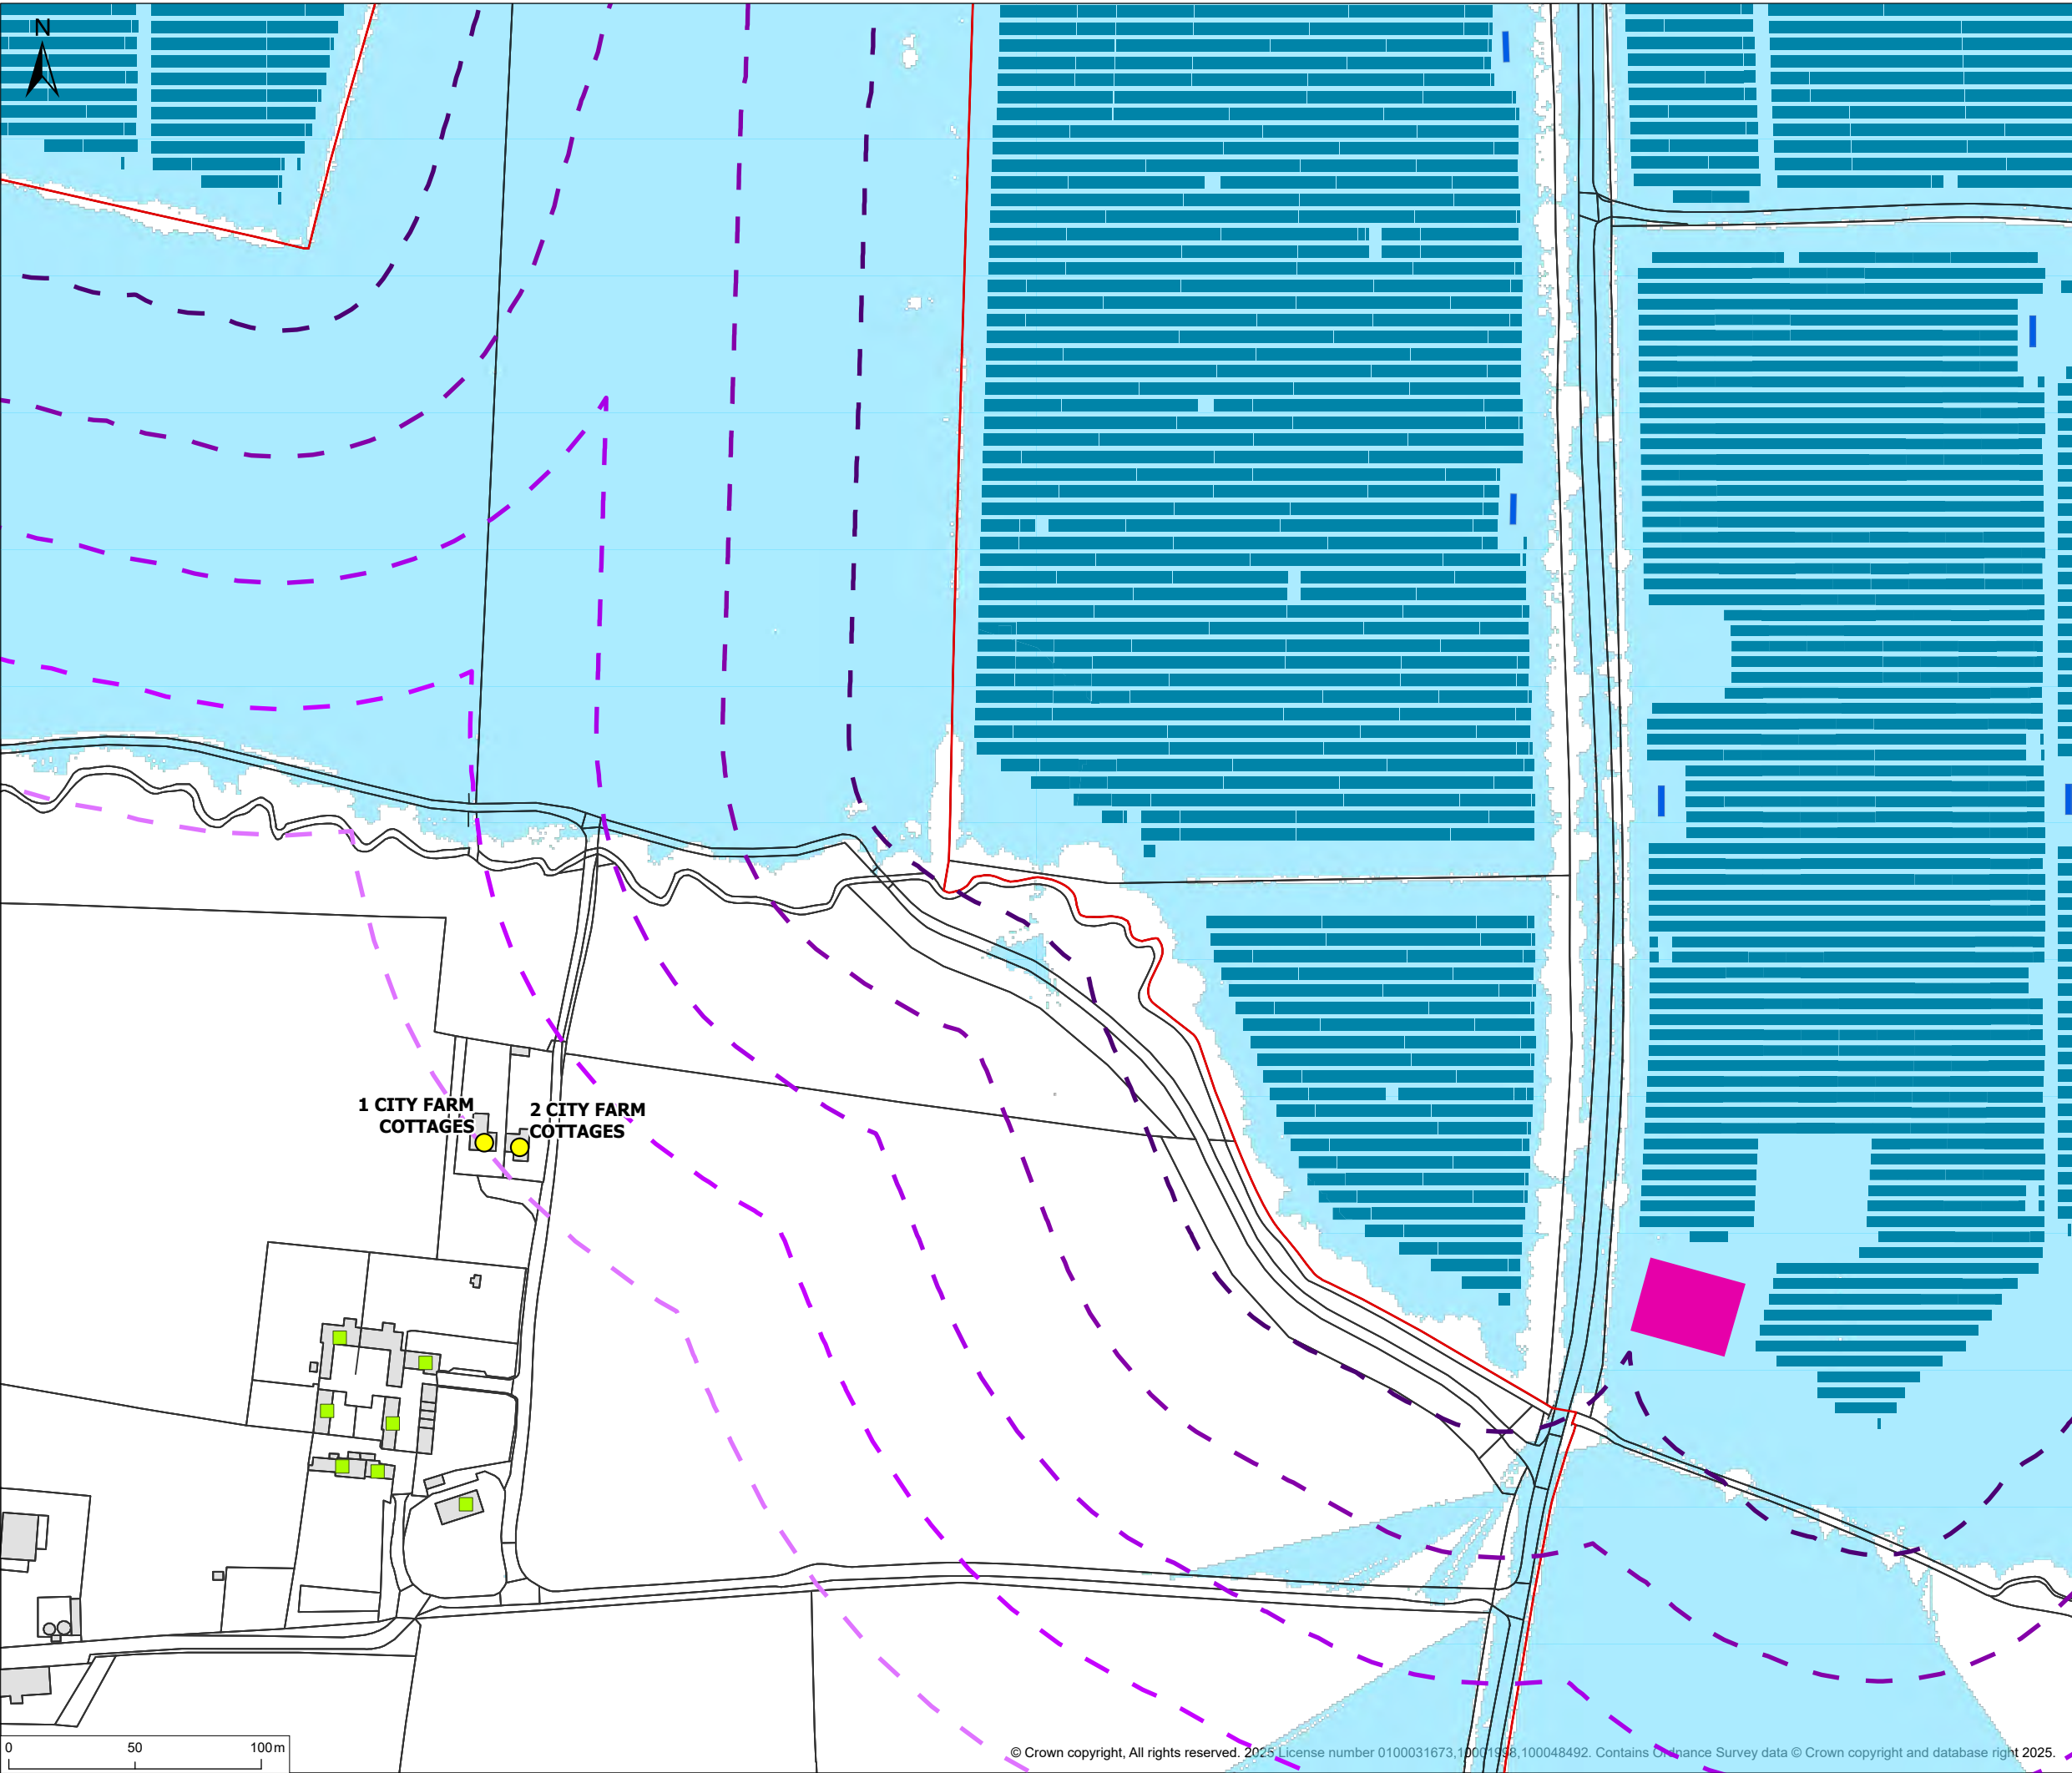 N
1 CITY FARM
COTTAGES
2 CITY FARM
COTTAGES
0 50 100 m
© Crown copyright, All rights reserved. 2025 License number 0100031673,10001998,100048492. Contains Ordnance Survey data © Crown copyright and database right 2025.